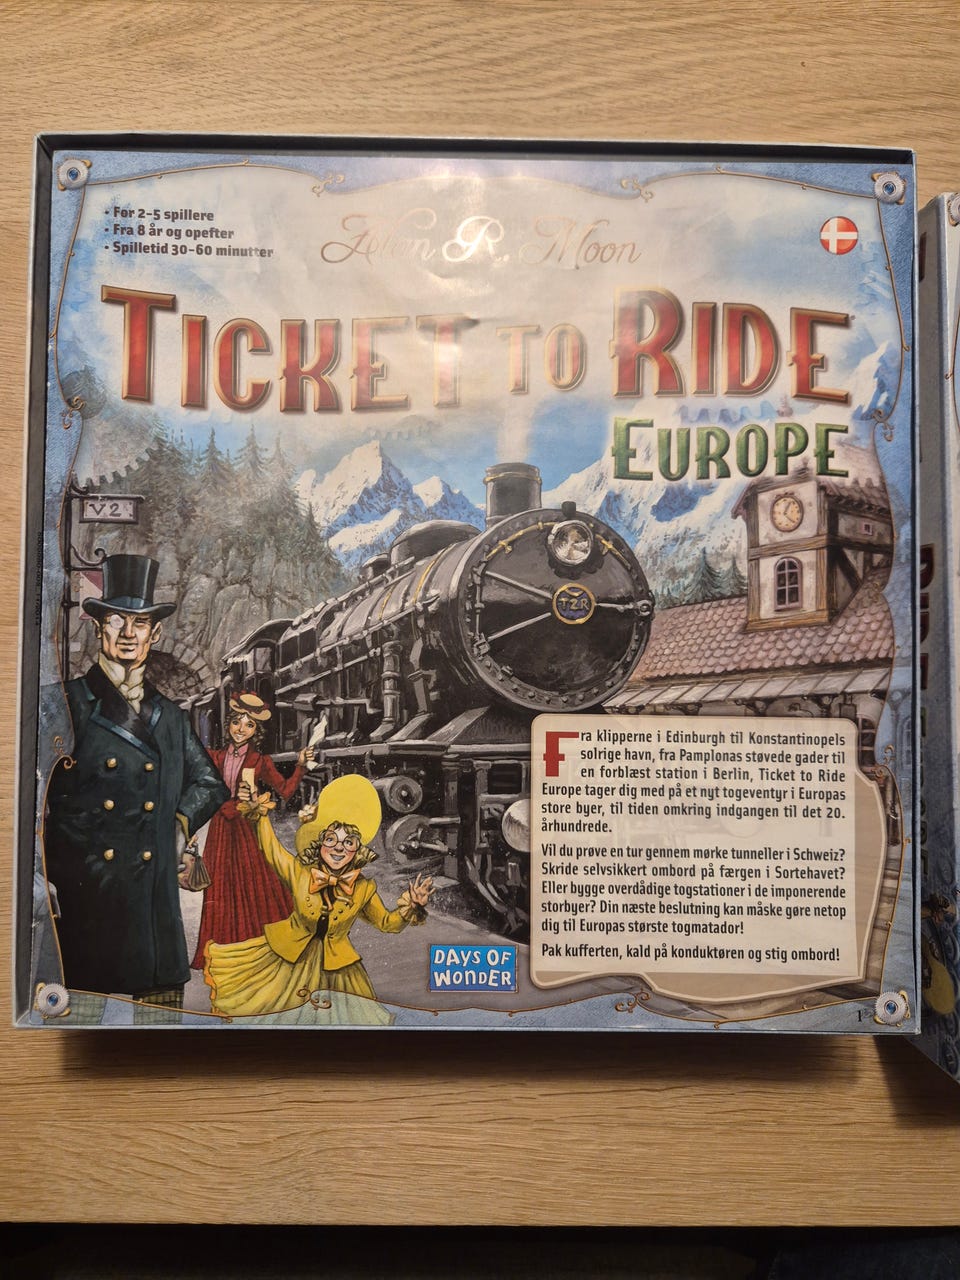 • For 2-5 spillere
• Fra 8 år og opefter
• Spilletid 30-60 minutter
Alan R. Moon
TICKET TO RIDE
EUROPE
V2
TZR
Fra klipperne i Edinburgh til Konstantinopels
solrige havn, fra Pamplonas støvede gader til
en forblæst station i Berlin, Ticket to Ride
Europe tager dig med på et nyt togeventyr i Europas
store byer, til tiden omkring indgangen til det 20.
århundrede.
Vil du prøve en tur gennem mørke tunneller i Schweiz?
Skride selvsikkert ombord på færgen i Sortehavet?
Eller bygge overdådige togstationer i de imponerende
storbyer? Din næste beslutning kan måske gøre netop
dig til Europas største togmatador!
Pak kufferten, kald på konduktøren og stig ombord!
DAYS OF
WONDER
1